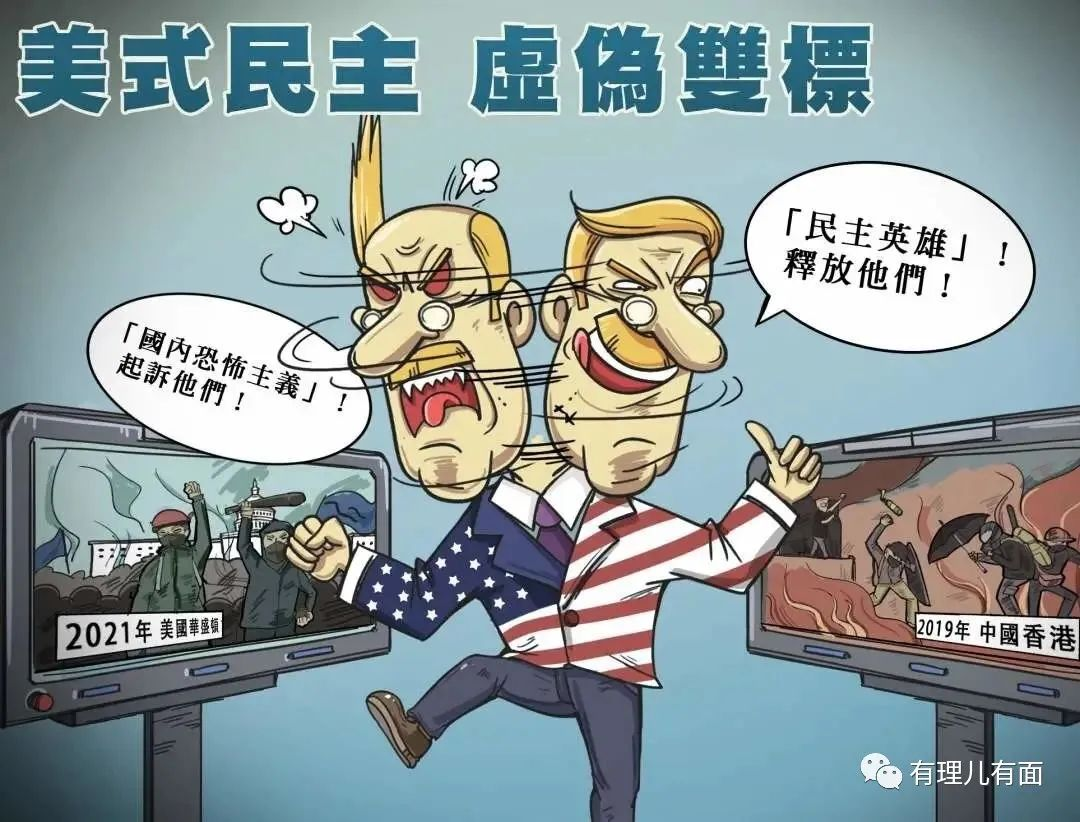 美式民主 虛偽雙標
「民主英雄」！
釋放他們！
「國內恐怖主義」！
起訴他們！
2021年 美國華盛頓
2019年 中國香港
有理儿有面